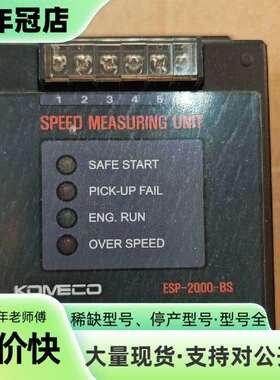 年冠店
1 2 3 4 5
SPEED MEASURING UNIT
SAFE START
PICK-UP FAIL
ENG. RUN
OVER SPEED
KOMECO ESP-2000-BS
年老师傅
稀缺型号、停产型号·型号全
价快
大量现货·支持对公